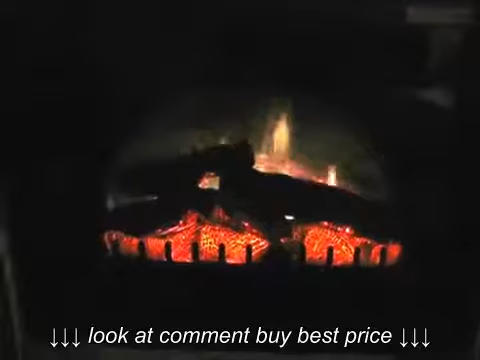 ↓↓↓ look at comment buy best price ↓↓↓